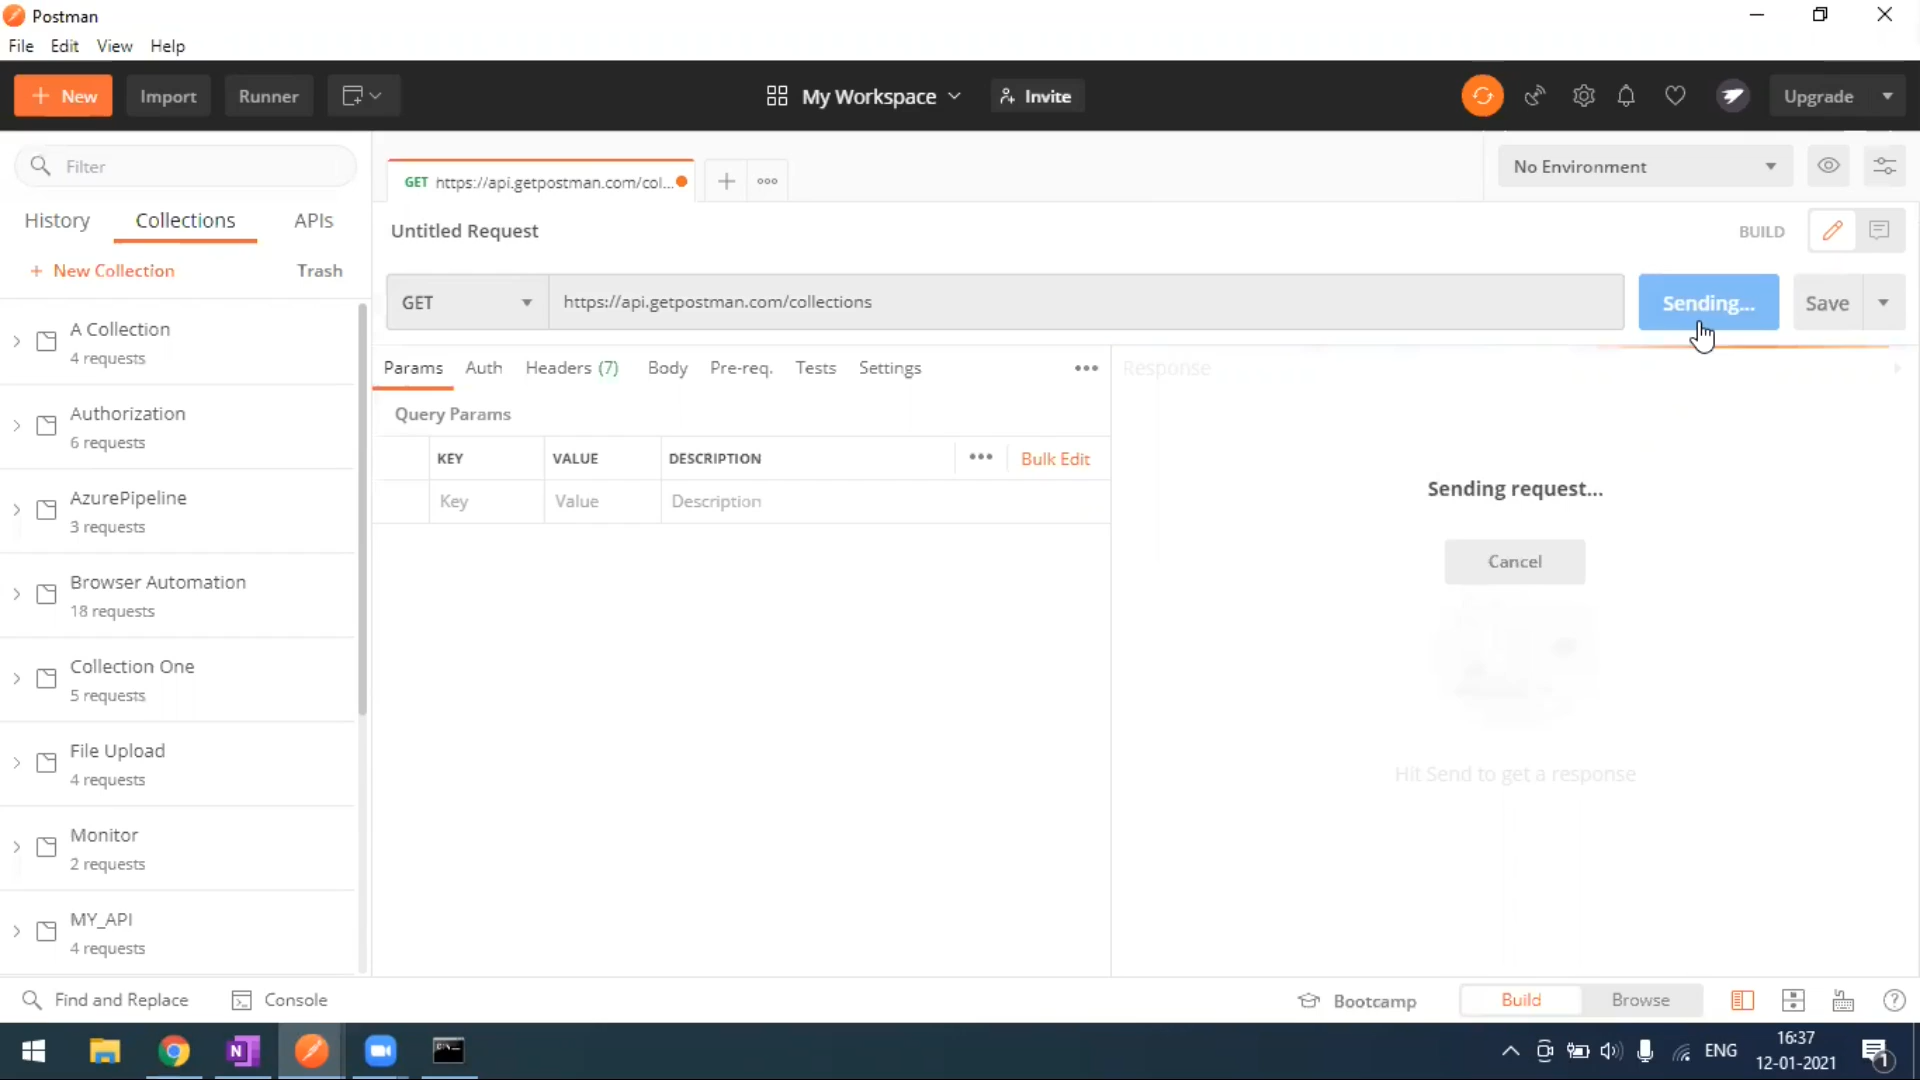 Postman
File Edit View Help
New Import Runner My Workspace Invite Upgrade
Filter
GET https://api.getpostman.com/col...
No Environment
History Collections APIs
Untitled Request
BUILD
+ New Collection Trash
GET https://api.getpostman.com/collections Sending... Save
A Collection
4 requests
Authorization
6 requests
AzurePipeline
3 requests
Browser Automation
18 requests
Collection One
5 requests
File Upload
4 requests
Monitor
2 requests
MY_API
4 requests
Params Auth Headers (7) Body Pre-req. Tests Settings
Query Params
KEY VALUE DESCRIPTION Bulk Edit
Key Value Description
Response
Sending request...
Cancel
Hit Send to get a response
Find and Replace Console Bootcamp Build Browse
N
ENG
16:37
12-01-2021
1